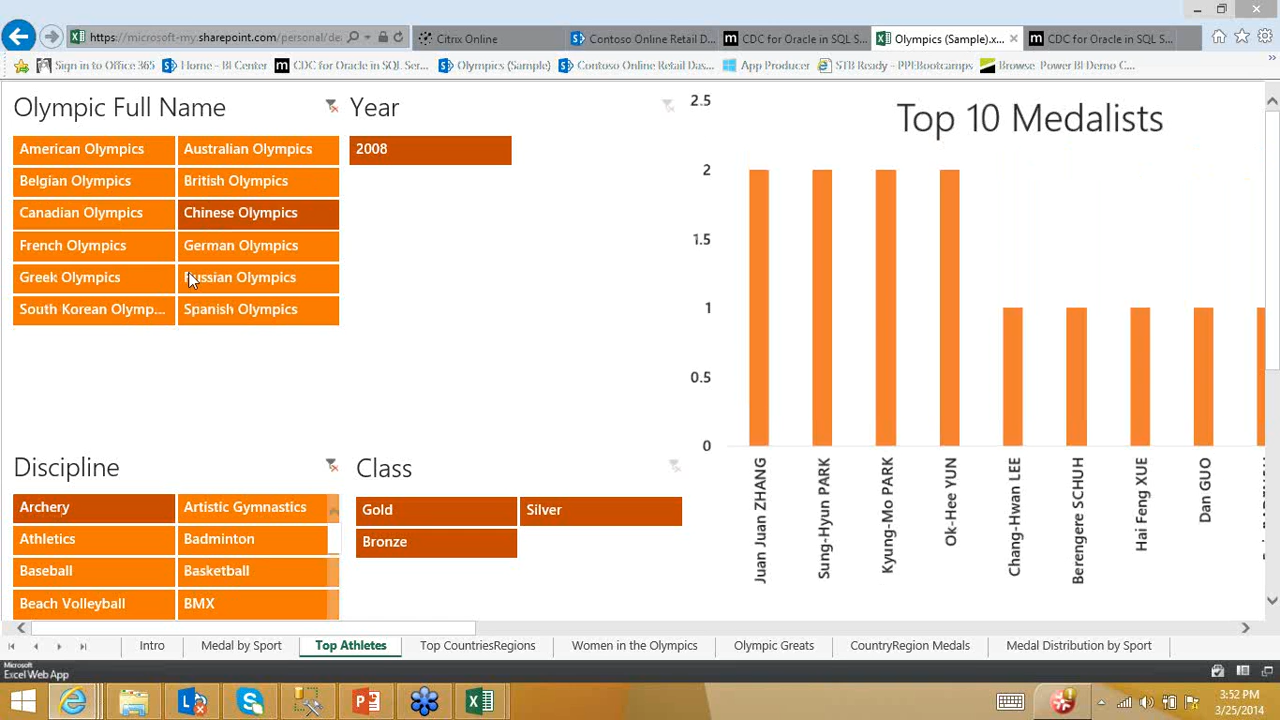 https://microsoft-my.sharepoint.com/personal/de
Citrix Online
Contoso Online Retail D...
CDC for Oracle in SQL S...
Olympics (Sample).x...
CDC for Oracle in SQL S...
Sign in to Office 365
Home - BI Center
CDC for Oracle in SQL Ser...
Olympics (Sample)
Contoso Online Retail Das...
App Producer
STB Ready - PPEBootcamps
Browse Power BI Demo C...
Olympic Full Name
American Olympics
Australian Olympics
Belgian Olympics
British Olympics
Canadian Olympics
Chinese Olympics
French Olympics
German Olympics
Greek Olympics
Russian Olympics
South Korean Olymp...
Spanish Olympics
Year
2008
Top 10 Medalists
2.5
2
1.5
1
0.5
0
Juan Juan ZHANG
Sung-Hyun PARK
Kyung-Mo PARK
Ok-Hee YUN
Chang-Hwan LEE
Berengere SCHUH
Hai Feng XUE
Dan GUO
Discipline
Archery
Artistic Gymnastics
Athletics
Badminton
Baseball
Basketball
Beach Volleyball
BMX
Class
Gold
Silver
Bronze
Intro
Medal by Sport
Top Athletes
Top CountriesRegions
Women in the Olympics
Olympic Greats
CountryRegion Medals
Medal Distribution by Sport
Microsoft
Excel Web App
3:52 PM
3/25/2014